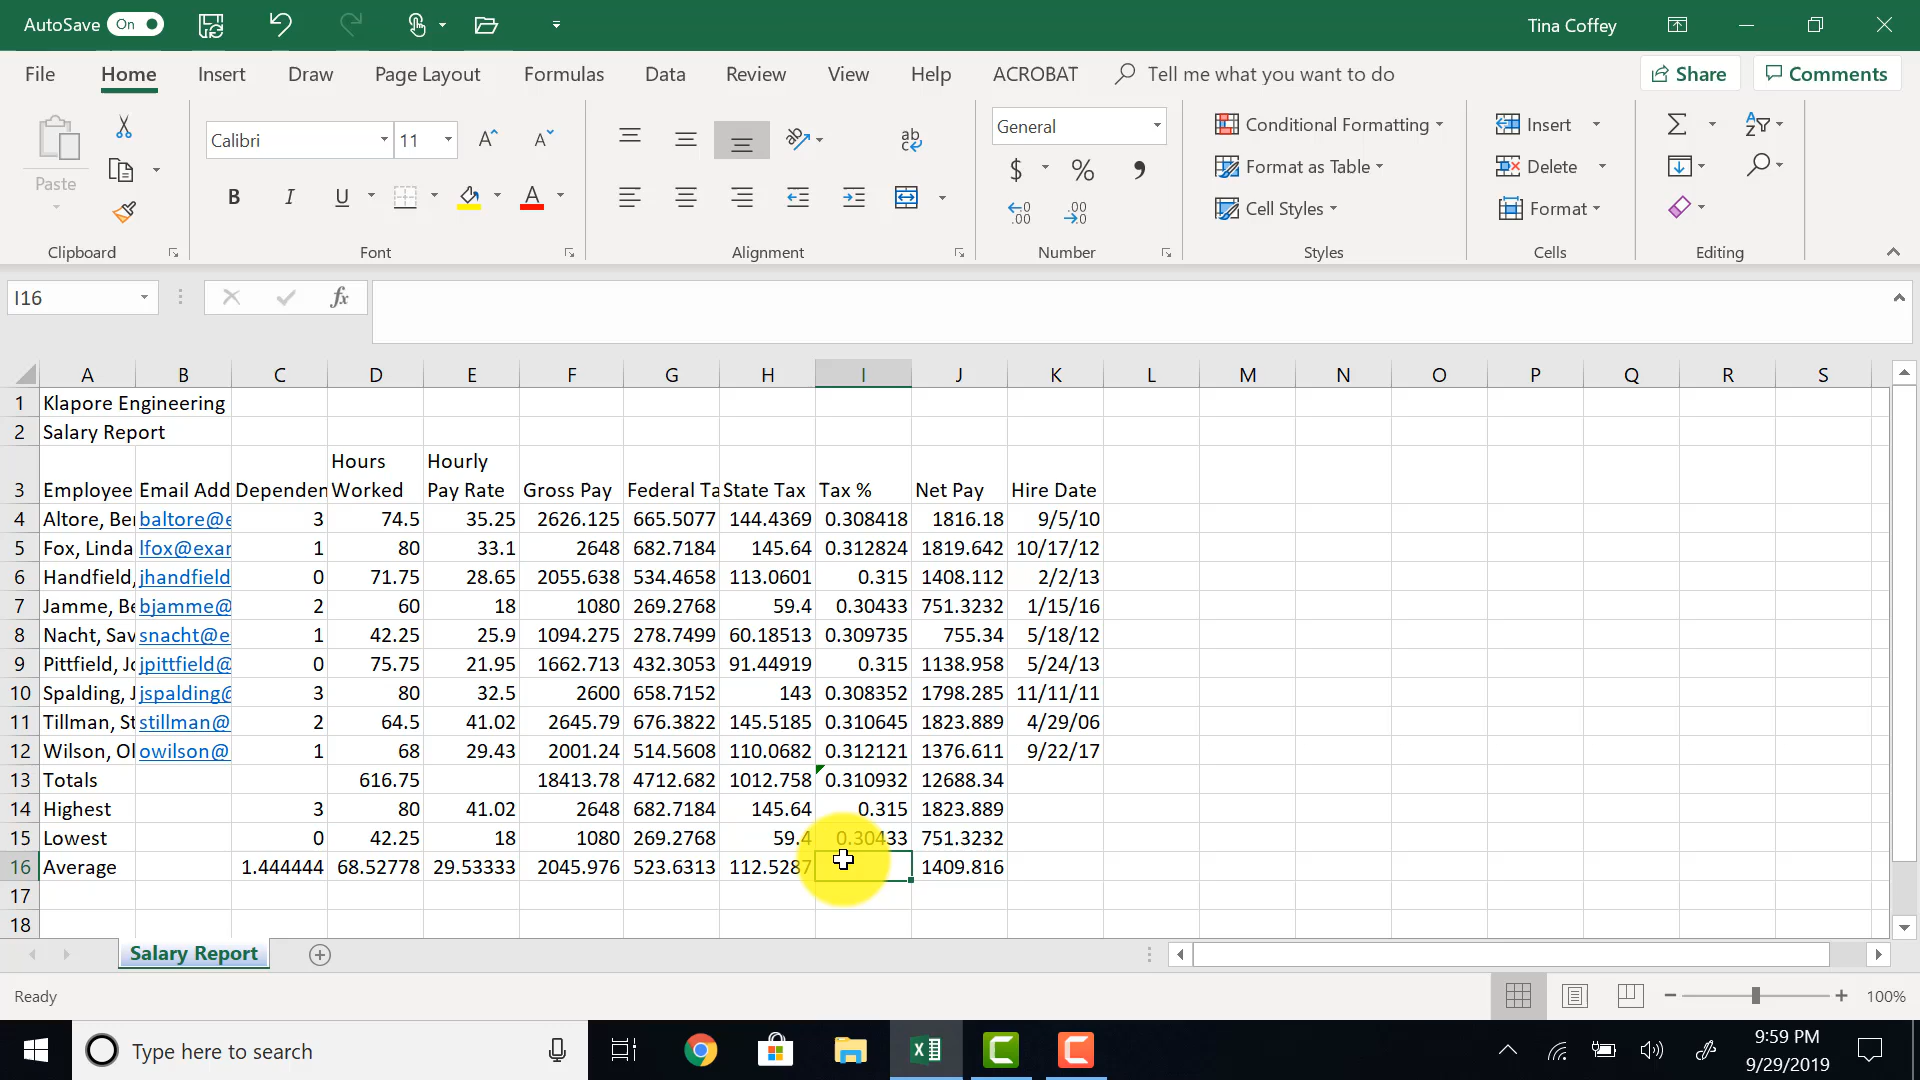 AutoSave On Tina Coffey
File Home Insert Draw Page Layout Formulas Data Review View Help ACROBAT Tell me what you want to do Share Comments
Paste
Clipboard
Calibri 11
B I U A
Font
ab
Alignment
General
$ % ,
Number
Conditional Formatting
Format as Table
Cell Styles
Styles
Insert
Delete
Format
Cells
Editing
I16 fx
A B C D E F G H I J K L M N O P Q R S
1 Klapore Engineering
2 Salary Report
Hours Hourly
3 Employee Email Add Dependen Worked Pay Rate Gross Pay Federal Ta State Tax Tax % Net Pay Hire Date
4 Altore, Ber baltore@e 3 74.5 35.25 2626.125 665.5077 144.4369 0.308418 1816.18 9/5/10
5 Fox, Linda lfox@exar 1 80 33.1 2648 682.7184 145.64 0.312824 1819.642 10/17/12
6 Handfield, jhandfield 0 71.75 28.65 2055.638 534.4658 113.0601 0.315 1408.112 2/2/13
7 Jamme, Be bjamme@ 2 60 18 1080 269.2768 59.4 0.30433 751.3232 1/15/16
8 Nacht, Sav snacht@e 1 42.25 25.9 1094.275 278.7499 60.18513 0.309735 755.34 5/18/12
9 Pittfield, Jo jpittfield@ 0 75.75 21.95 1662.713 432.3053 91.44919 0.315 1138.958 5/24/13
10 Spalding, J jspalding@ 3 80 32.5 2600 658.7152 143 0.308352 1798.285 11/11/11
11 Tillman, St stillman@ 2 64.5 41.02 2645.79 676.3822 145.5185 0.310645 1823.889 4/29/06
12 Wilson, Ol owilson@ 1 68 29.43 2001.24 514.5608 110.0682 0.312121 1376.611 9/22/17
13 Totals 616.75 18413.78 4712.682 1012.758 0.310932 12688.34
14 Highest 3 80 41.02 2648 682.7184 145.64 0.315 1823.889
15 Lowest 0 42.25 18 1080 269.2768 59.4 0.30433 751.3232
16 Average 1.444444 68.52778 29.53333 2045.976 523.6313 112.5287 1409.816
17
18
Salary Report
Ready 100%
Type here to search 9:59 PM
9/29/2019